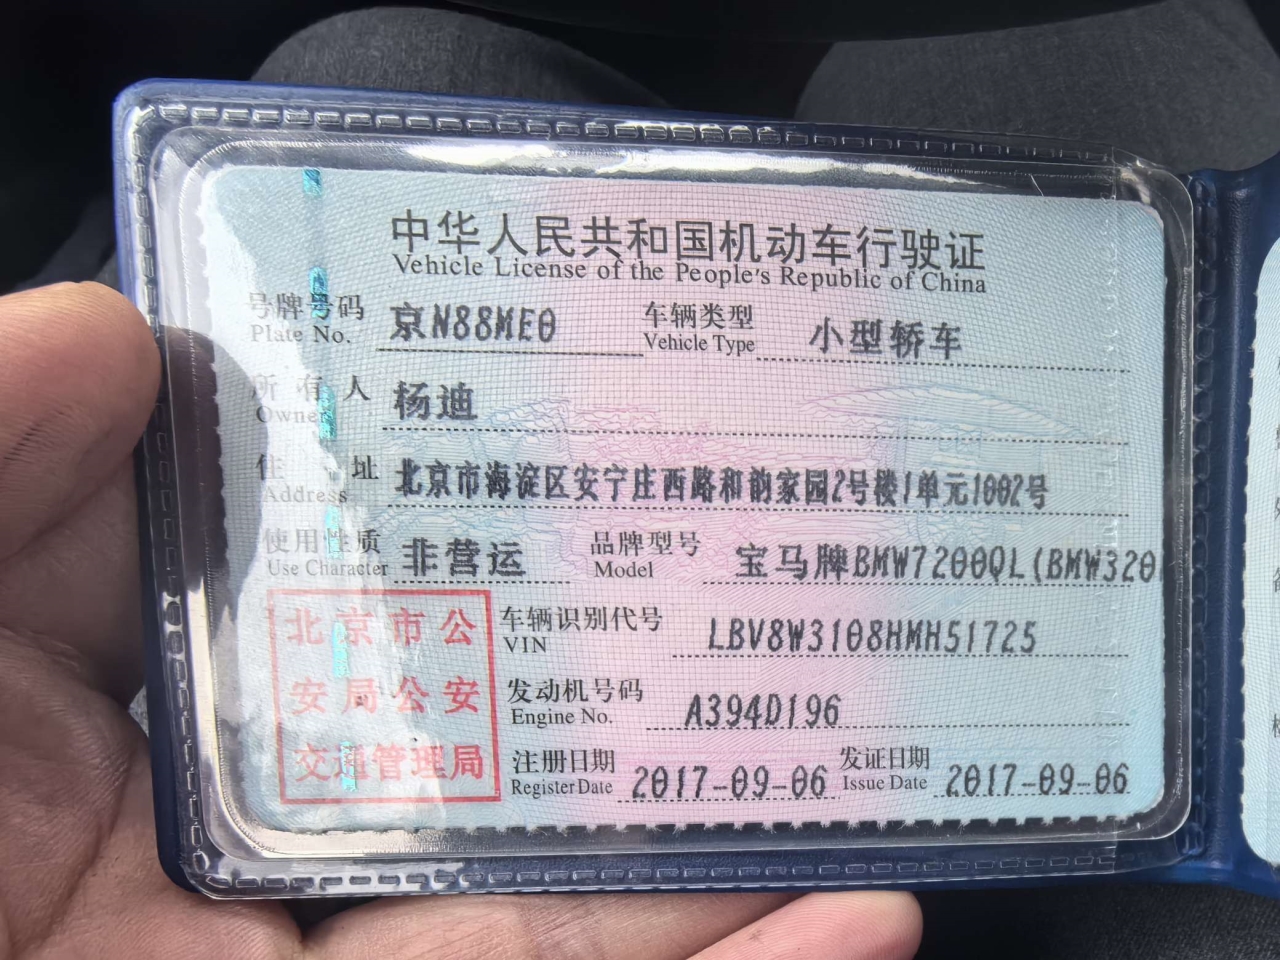 中华人民共和国机动车行驶证
Vehicle License of the People's Republic of China
号牌号码 京N88ME0 车辆类型 小型轿车
Plate No. Vehicle Type
所有人 杨迪
Owner
住址 北京市海淀区安宁庄西路和韵家园2号楼1单元1002号
Address
使用性质 非营运 品牌型号 宝马牌BMW7200QL(BMW320
Use Character Model
北京市公
安局公安
交通管理局
车辆识别代号 LBV8W3108HMH51725
VIN
发动机号码 A394D196
Engine No.
注册日期 2017-09-06 发证日期 2017-09-06
Register Date Issue Date